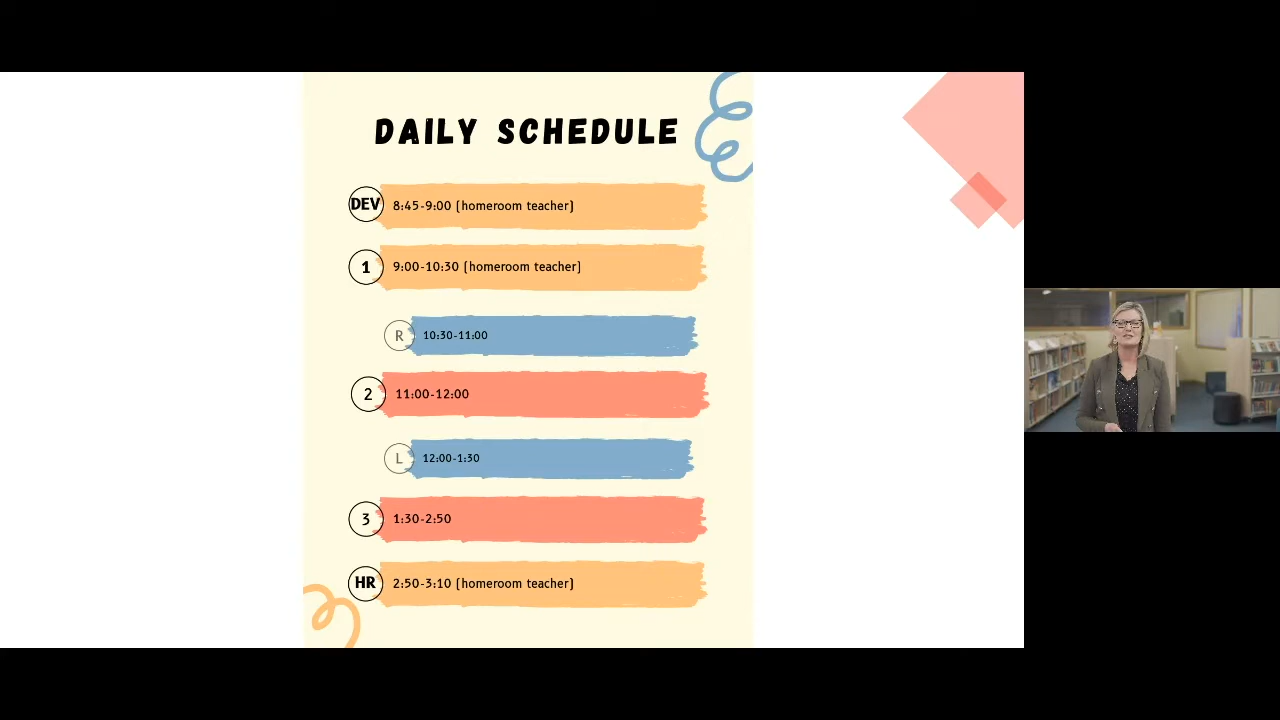 DAILY SCHEDULE
DEV 8:45-9:00 (homeroom teacher)
1 9:00-10:30 (homeroom teacher)
R 10:30-11:00
2 11:00-12:00
L 12:00-1:30
3 1:30-2:50
HR 2:50-3:10 (homeroom teacher)